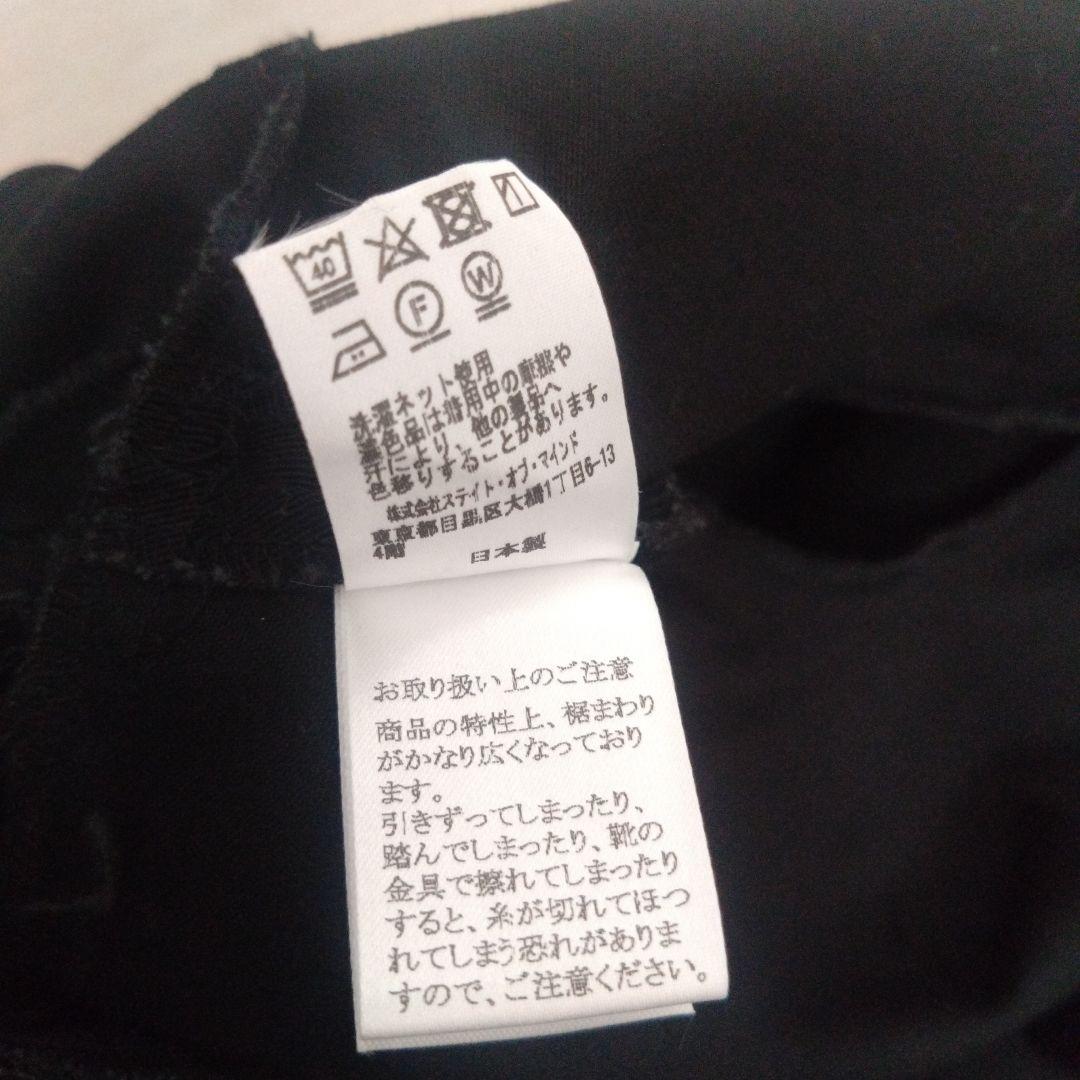 40
F
W
洗濯ネット使用
濃色品は着用中の摩擦や
汗により、他の製品へ
色移りすることがあります。
株式会社ステイト・オブ・マインド
東京都目黒区大橋1丁目6-13
4階
日本製
お取り扱い上のご注意
商品の特性上、裾まわり
がかなり広くなっており
ます。
引きずってしまったり、
踏んでしまったり、靴の
金具で擦れてしまったり
すると、糸が切れてほつ
れてしまう恐れがありま
すので、ご注意ください。